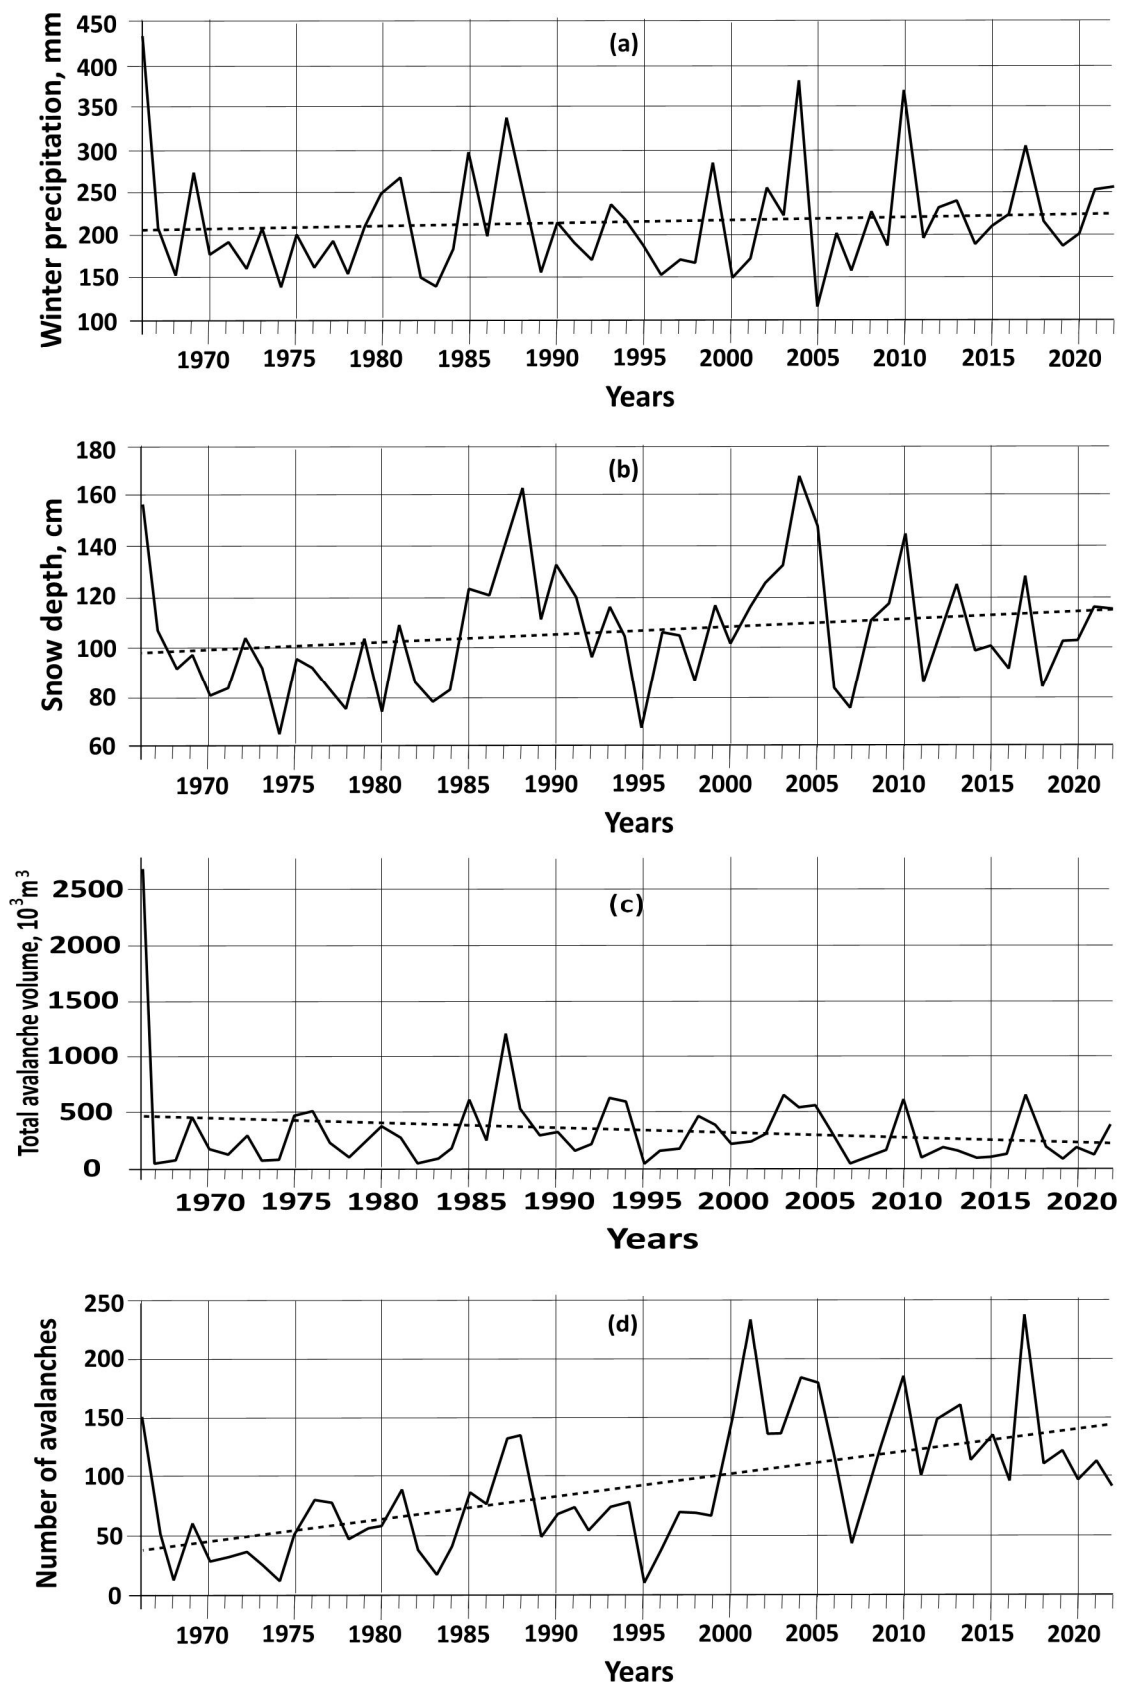 Winter precipitation, mm
450
400
350
300
250
200
150
100
(a)
1970 1975 1980 1985 1990 1995 2000 2005 2010 2015 2020
Years
Snow depth, cm
180
160
140
120
100
80
60
(b)
1970 1975 1980 1985 1990 1995 2000 2005 2010 2015 2020
Years
Total avalanche volume, 10³m³
2500
2000
1500
1000
500
0
(c)
1970 1975 1980 1985 1990 1995 2000 2005 2010 2015 2020
Years
Number of avalanches
250
200
150
100
50
0
(d)
1970 1975 1980 1985 1990 1995 2000 2005 2010 2015 2020
Years